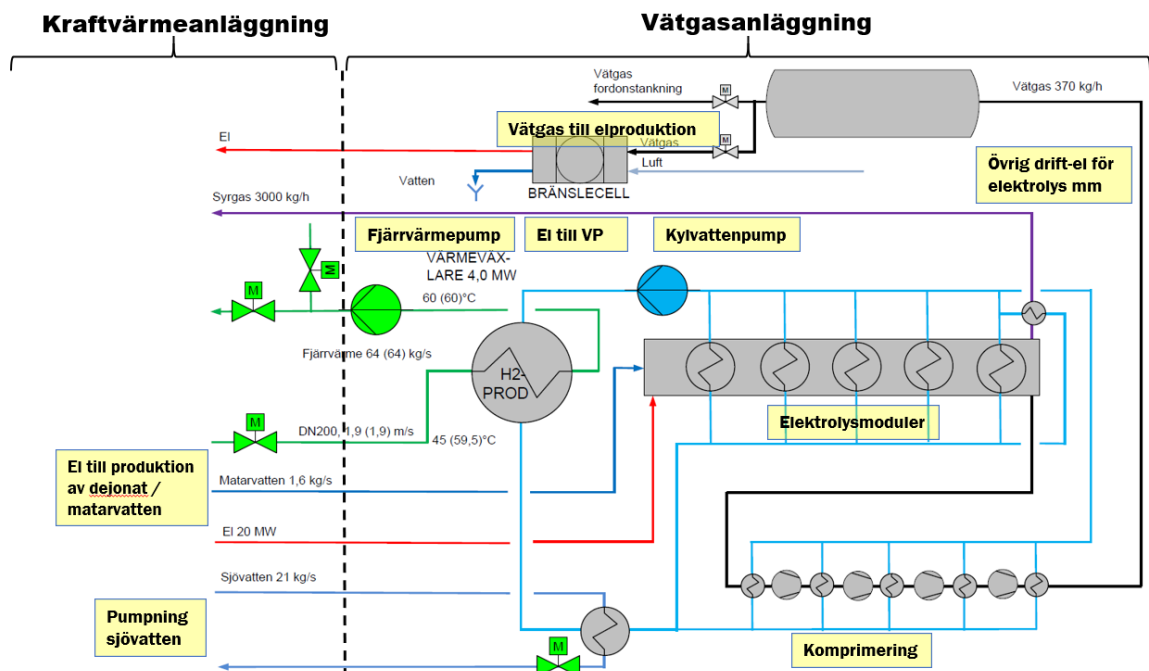 Kraftvärmeanläggning
Vätgasanläggning
Vätgas
fordonstankning
M
Vätgas 370 kg/h
Vätgas till elproduktion
El
M
Vätgas
Luft
Övrig drift-el för
elektrolys mm
Vatten
BRÄNSLECELL
Syrgas 3000 kg/h
Fjärrvärmepump
El till VP
Kylvattenpump
VÄRMEVÄX-
LARE 4,0 MW
M
M
60 (60)°C
Fjärrvärme 64 (64) kg/s
H2-
PROD
M
DN200, 1,9 (1,9) m/s
45 (59,5)°C
Elektrolysmoduler
El till produktion
av dejonat /
matarvatten
Matarvatten 1,6 kg/s
El 20 MW
Sjövatten 21 kg/s
Pumpning
sjövatten
M
Komprimering